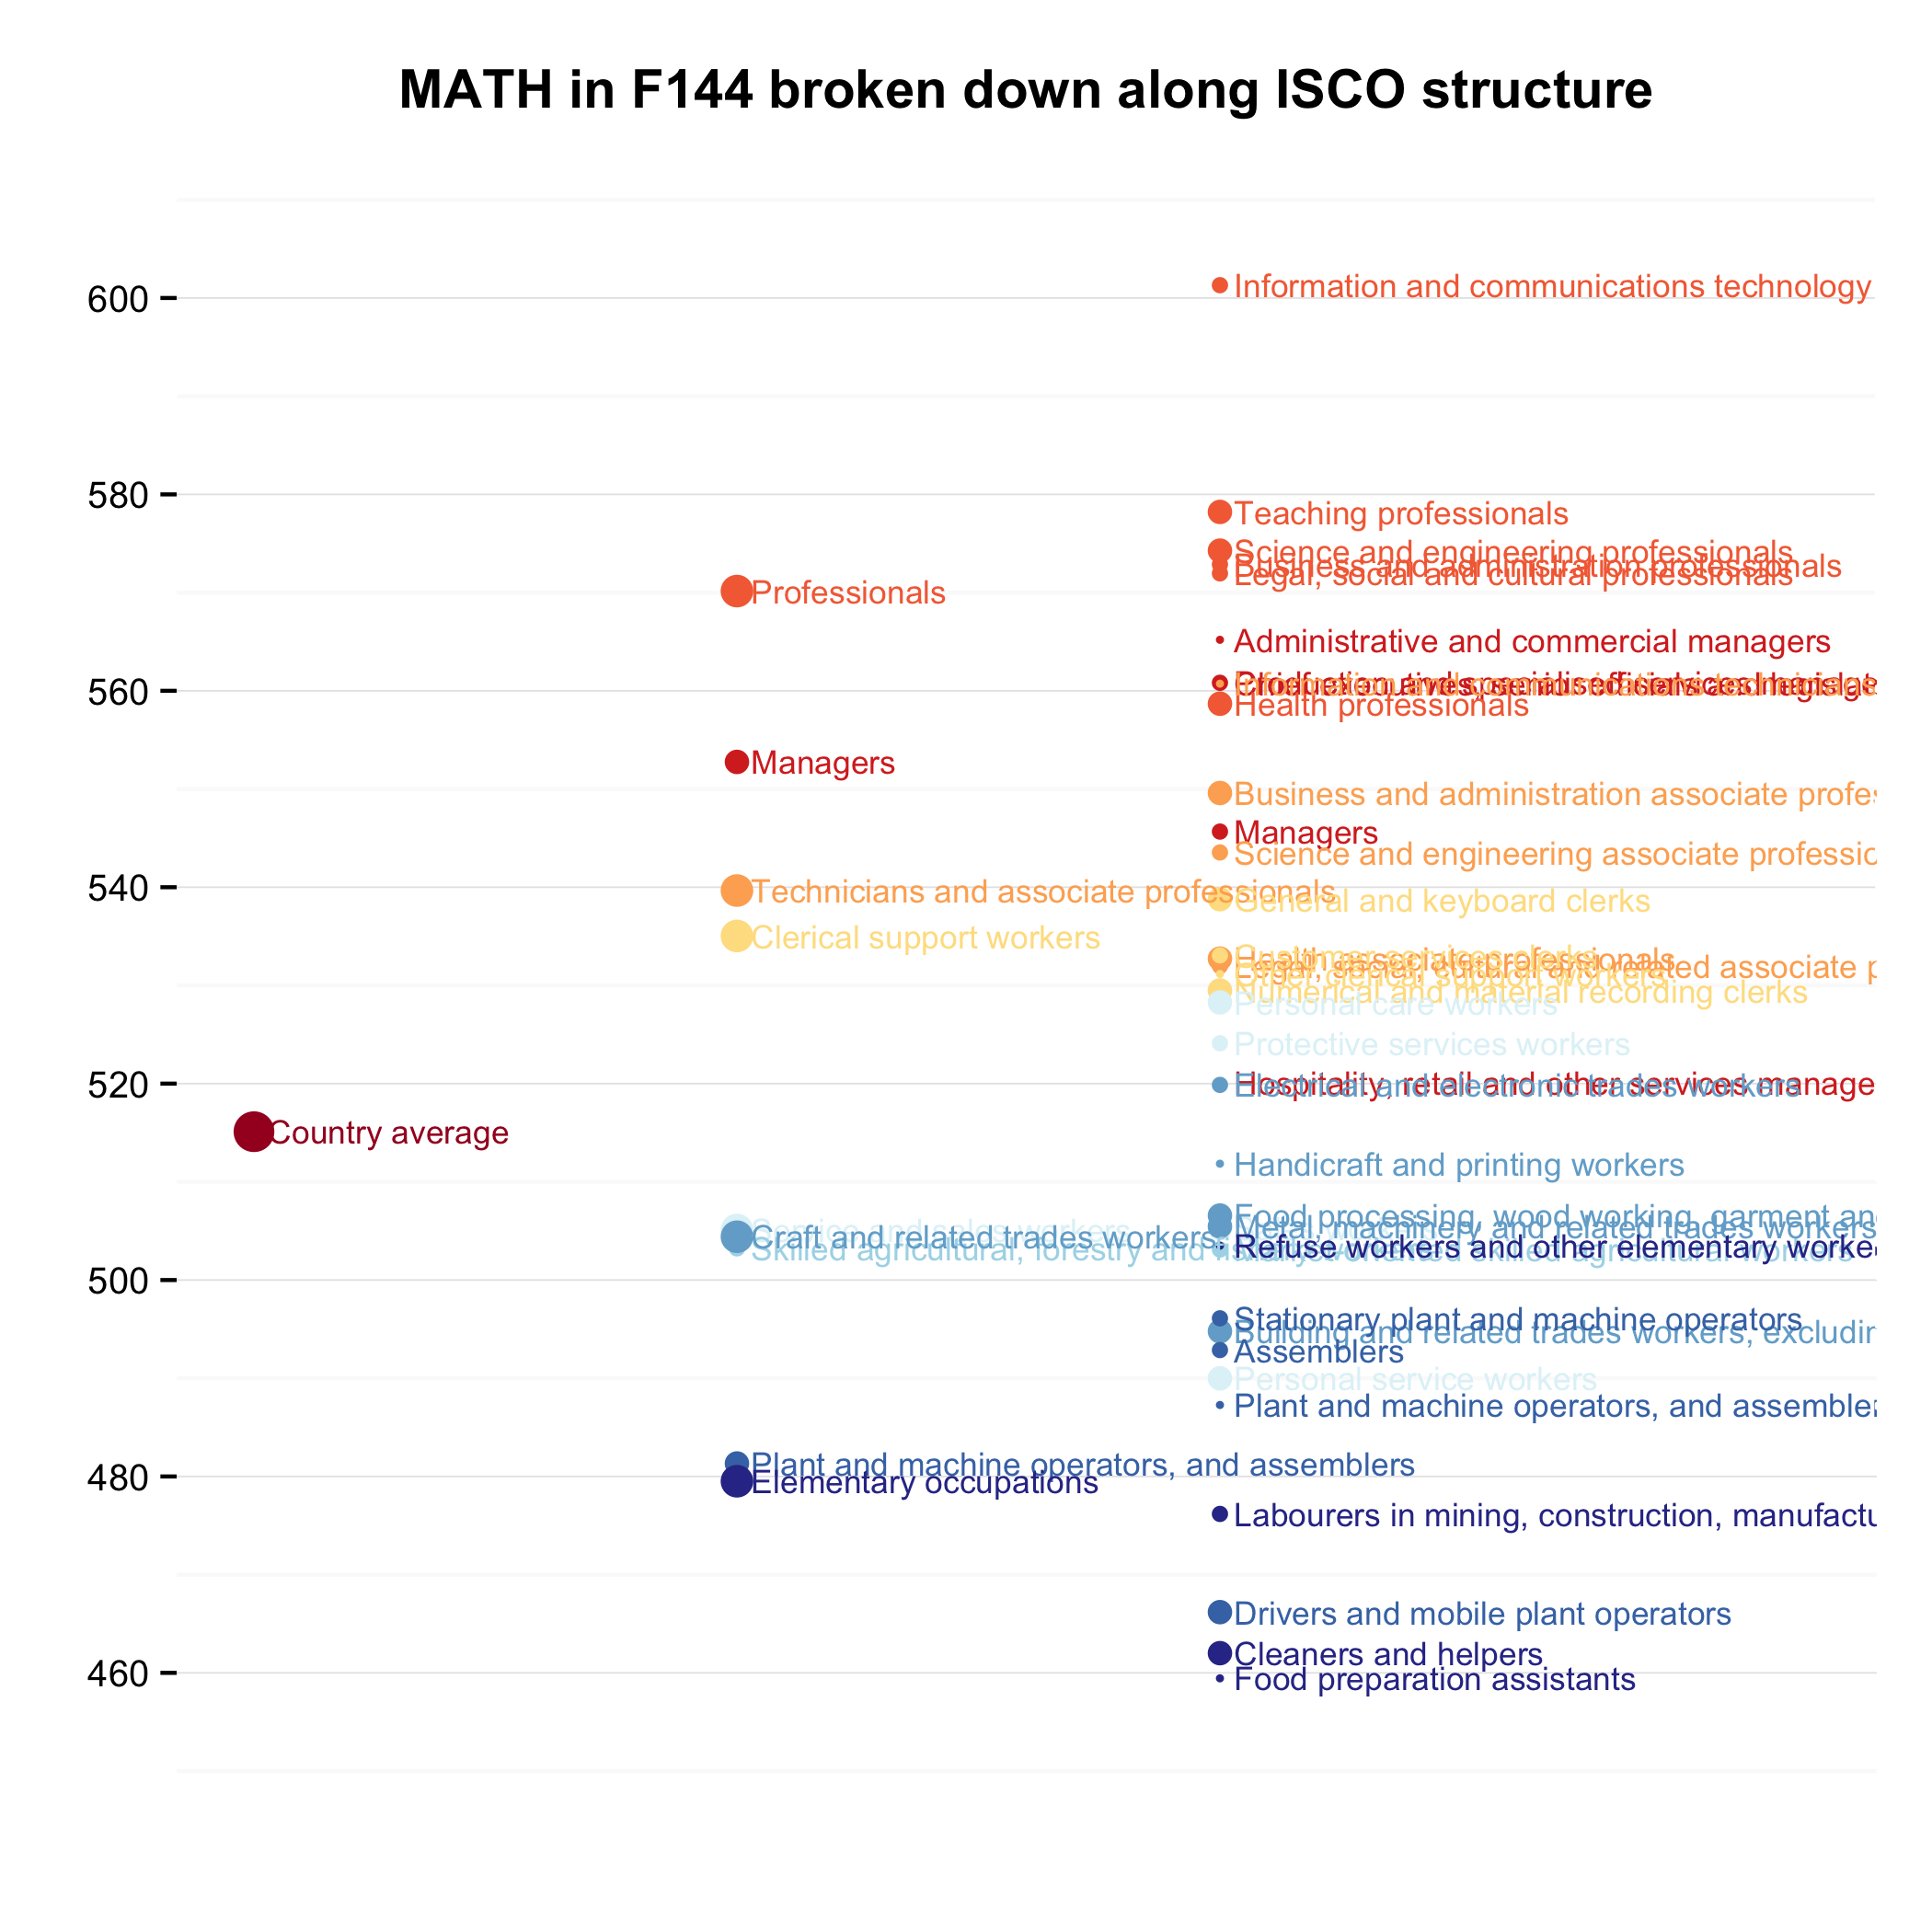 MATH in F144 broken down along ISCO structure
600
Information and communications technology
580
Teaching professionals
Science and engineering professionals
Business and administration professionals
Legal, social and cultural professionals
Professionals
Administrative and commercial managers
560
Information and communications technicians
Health professionals
Managers
Business and administration associate profes
Managers
Science and engineering associate professio
540
Technicians and associate professionals
General and keyboard clerks
Clerical support workers
Customer services clerks
Health associate professionals
Legal, social, cultural and related associate p
Other clerical support workers
Numerical and material recording clerks
Personal care workers
Protective services workers
520
Hospitality, retail and other services manage
Electrical and electronic trades workers
Country average
Handicraft and printing workers
Food processing, wood working, garment an
Metal, machinery and related trades workers
Service and sales workers
Craft and related trades workers
Skilled agricultural, forestry and
Refuse workers and other elementary worke
skilled agricultural workers
500
Stationary plant and machine operators
Building and related trades workers, excludin
Assemblers
Personal service workers
Plant and machine operators, and assembler
480
Plant and machine operators, and assemblers
Elementary occupations
Labourers in mining, construction, manufactu
Drivers and mobile plant operators
Cleaners and helpers
460
Food preparation assistants